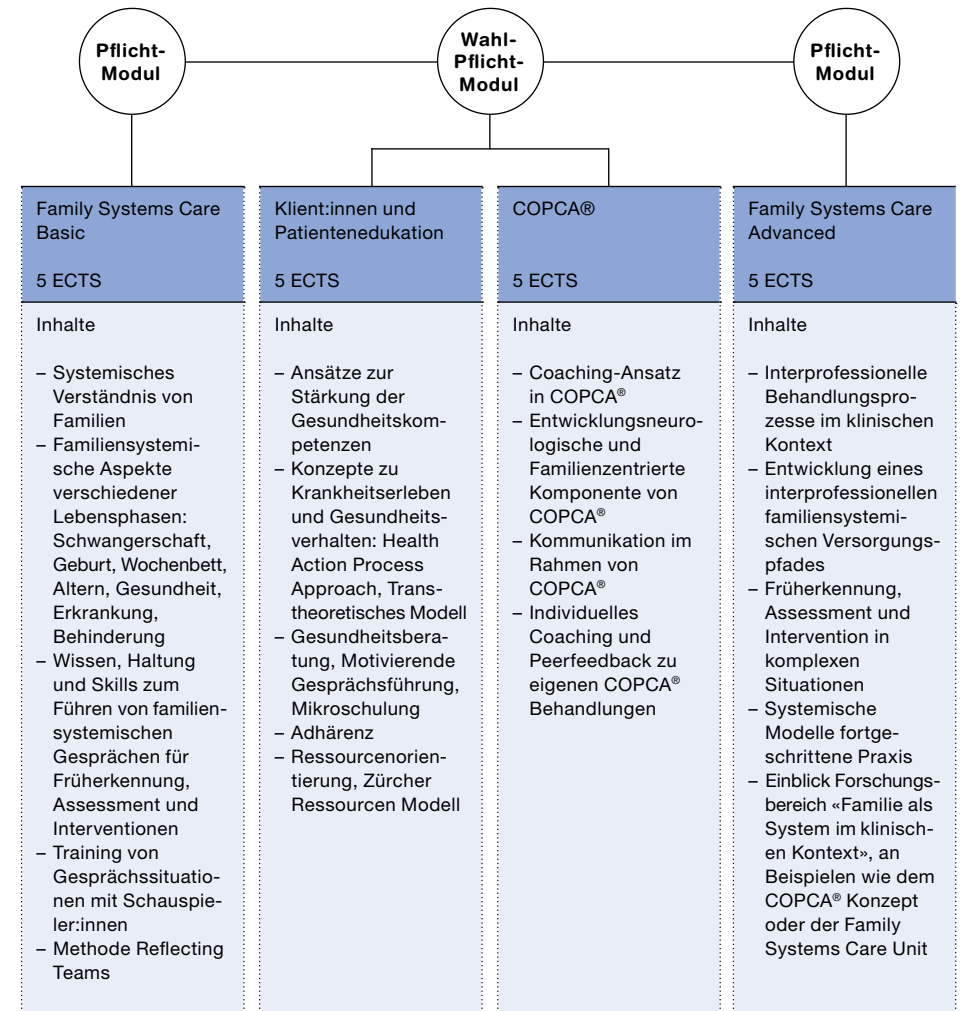 Pflicht-
Modul
Wahl-
Pflicht-
Modul
Pflicht-
Modul
Family Systems Care
Basic
5 ECTS
Inhalte
– Systemisches
Verständnis von
Familien
– Familiensystemi-
sche Aspekte
verschiedener
Lebensphasen:
Schwangerschaft,
Geburt, Wochenbett,
Altern, Gesundheit,
Erkrankung,
Behinderung
– Wissen, Haltung
und Skills zum
Führen von familien-
systemischen
Gesprächen für
Früherkennung,
Assessment und
Interventionen
– Training von
Gesprächssituatio-
nen mit Schauspie-
ler:innen
– Methode Reflecting
Teams
Klient:innen und
Patientenedukation
5 ECTS
Inhalte
– Ansätze zur
Stärkung der
Gesundheitskom-
petenzen
– Konzepte zu
Krankheitserleben
und Gesundheits-
verhalten: Health
Action Process
Approach, Trans-
theoretisches Modell
– Gesundheitsbera-
tung, Motivierende
Gesprächsführung,
Mikroschulung
– Adhärenz
– Ressourcenorien-
tierung, Zürcher
Ressourcen Modell
COPCA®
5 ECTS
Inhalte
– Coaching-Ansatz
in COPCA®
– Entwicklungsneuro-
logische und
Familienzentrierte
Komponente von
COPCA®
– Kommunikation im
Rahmen von
COPCA®
– Individuelles
Coaching und
Peerfeedback zu
eigenen COPCA®
Behandlungen
Family Systems Care
Advanced
5 ECTS
Inhalte
– Interprofessionelle
Behandlungspro-
zesse im klinischen
Kontext
– Entwicklung eines
interprofessionellen
familiensystemi-
schen Versorgungs-
pfades
– Früherkennung,
Assessment und
Intervention in
komplexen
Situationen
– Systemische
Modelle fortge-
schrittene Praxis
– Einblick Forschungs-
bereich «Familie als
System im klinisch-
en Kontext», an
Beispielen wie dem
COPCA® Konzept
oder der Family
Systems Care Unit